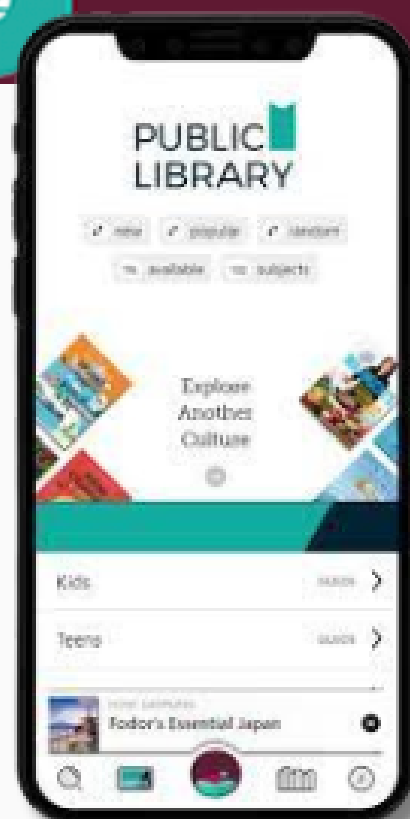 PUBLIC
LIBRARY
new popular random
available subjects
Explore
Another
Culture
Kids
Teens
Fodor's Essential Japan